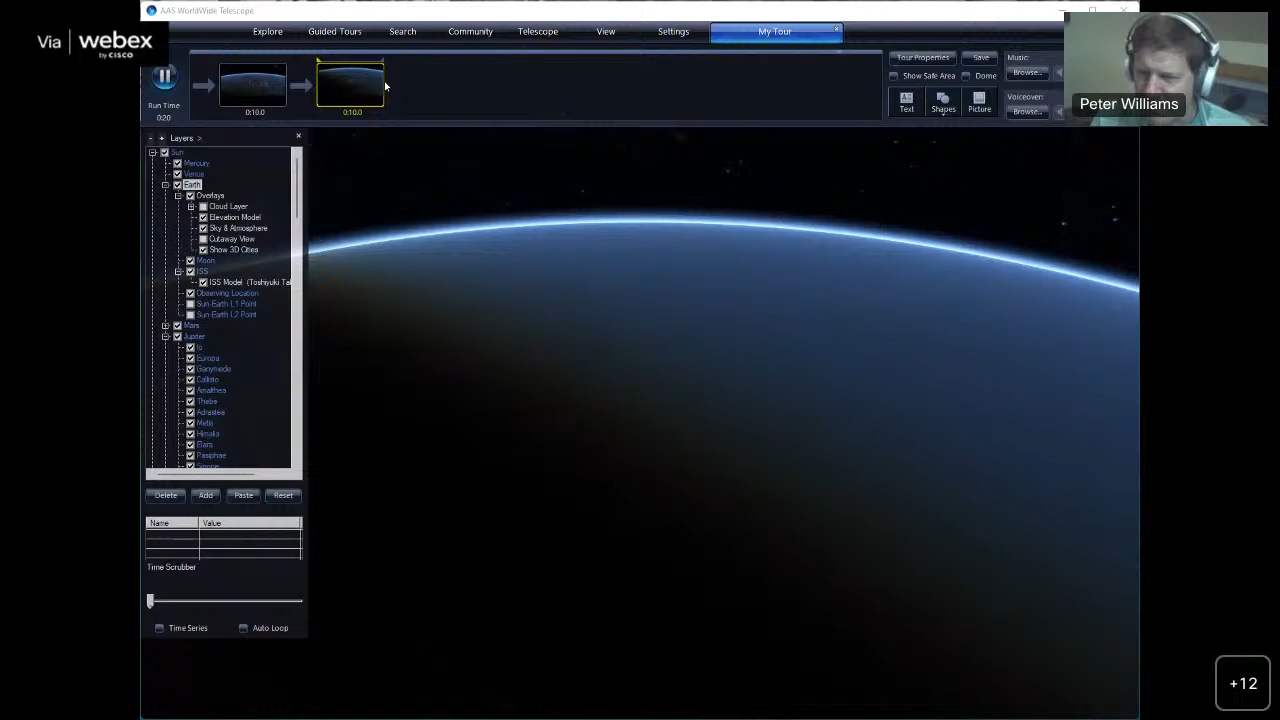 AAS WorldWide Telescope
Via webex
by CISCO
Explore Guided Tours Search Community Telescope View Settings My Tour
Run Time
0:20
0:10.0
0:10.0
Tour Properties Save
Show Safe Area Dome
Text Shapes Picture
Music:
Browse...
Voiceover:
Browse...
Peter Williams
- + Layers >
Sun
Mercury
Venus
Earth
Overlays
Cloud Layer
Elevation Model
Sky & Atmosphere
Cutaway View
Show 3D Cities
Moon
ISS
ISS Model (Toshiyuki Tal
Observing Location
Sun-Earth L1 Point
Sun-Earth L2 Point
Mars
Jupiter
Io
Europa
Ganymede
Callisto
Amalthea
Thebe
Adrastea
Metis
Himalia
Elara
Pasiphae
Sinope
Delete Add Paste Reset
Name Value
Time Scrubber
Time Series Auto Loop
+12